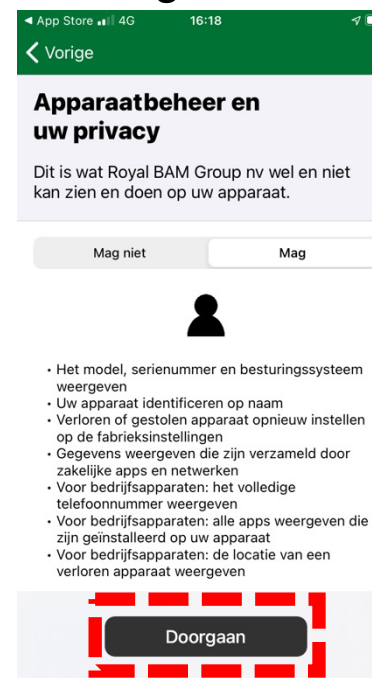 ◀ App Store 4G 16:18
Vorige
Apparaatbeheer en
uw privacy
Dit is wat Royal BAM Group nv wel en niet
kan zien en doen op uw apparaat.
Mag niet Mag
• Het model, serienummer en besturingssysteem
weergeven
• Uw apparaat identificeren op naam
• Verloren of gestolen apparaat opnieuw instellen
op de fabrieksinstellingen
• Gegevens weergeven die zijn verzameld door
zakelijke apps en netwerken
• Voor bedrijfsapparaten: het volledige
telefoonnummer weergeven
• Voor bedrijfsapparaten: alle apps weergeven die
zijn geïnstalleerd op uw apparaat
• Voor bedrijfsapparaten: de locatie van een
verloren apparaat weergeven
Doorgaan